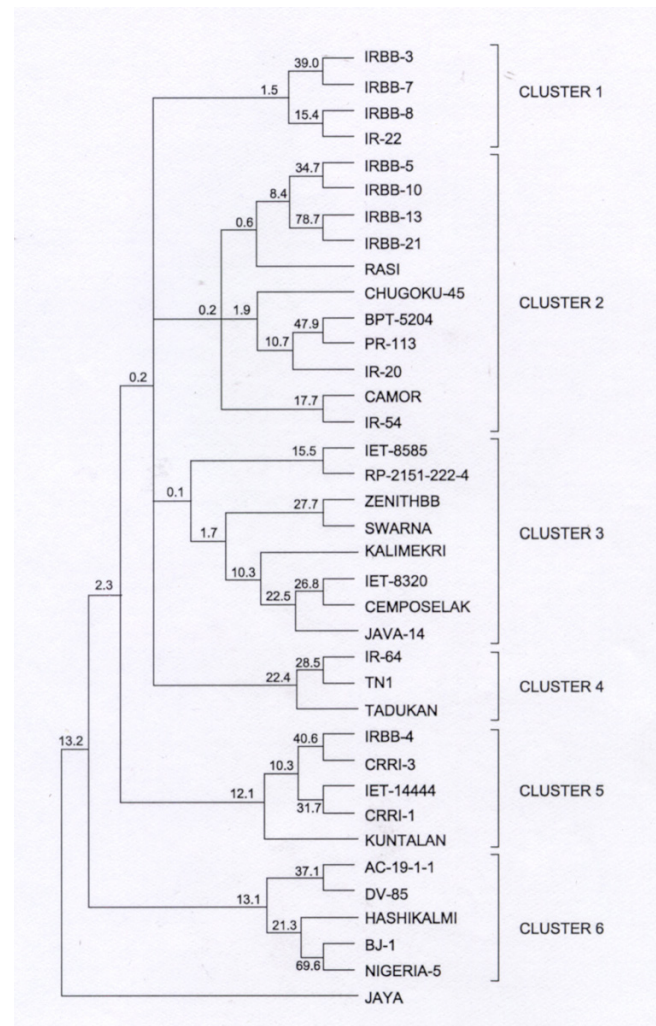 IRBB-3
39.0
IRBB-7
1.5
CLUSTER 1
IRBB-8
15.4
IR-22
IRBB-5
34.7
IRBB-10
8.4
IRBB-13
0.6
78.7
IRBB-21
RASI
CHUGOKU-45
CLUSTER 2
0.2
1.9
BPT-5204
47.9
PR-113
10.7
IR-20
0.2
CAMOR
17.7
IR-54
IET-8585
15.5
RP-2151-222-4
0.1
ZENITHBB
27.7
SWARNA
1.7
CLUSTER 3
KALIMEKRI
10.3
IET-8320
26.8
2.3
CEMPOSELAK
22.5
JAVA-14
IR-64
28.5
TN1
22.4
CLUSTER 4
TADUKAN
IRBB-4
40.6
13.2
CRRI-3
10.3
IET-14444
CLUSTER 5
12.1
31.7
CRRI-1
KUNTALAN
AC-19-1-1
37.1
DV-85
13.1
HASHIKALMI
21.3
CLUSTER 6
BJ-1
69.6
NIGERIA-5
JAYA